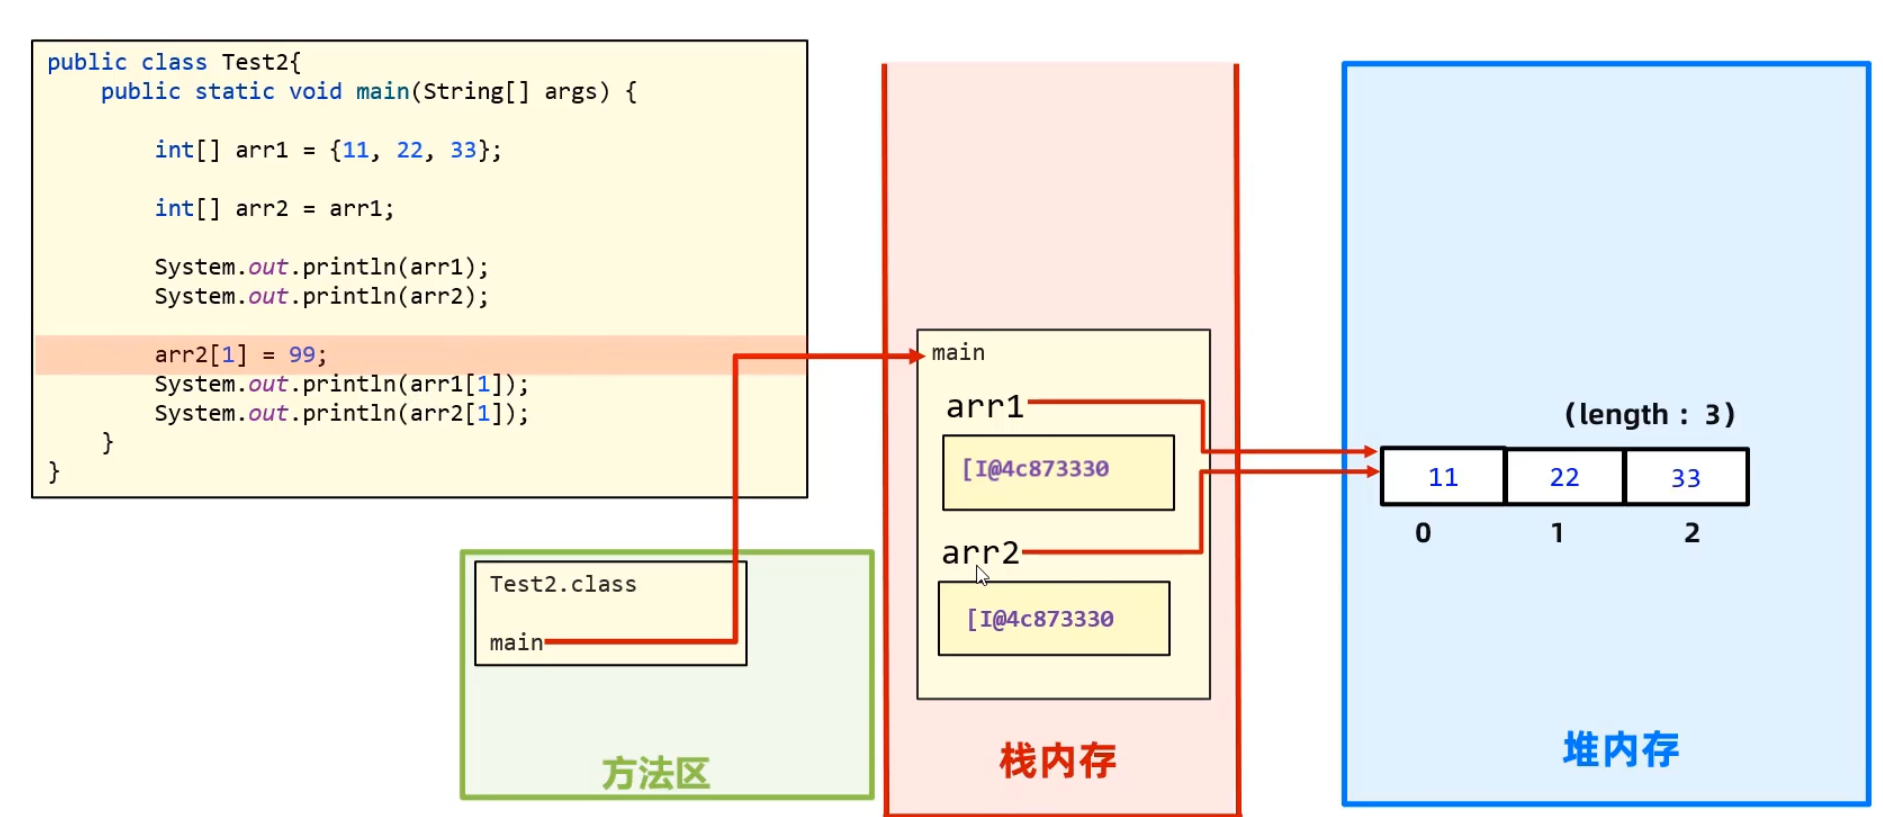 public class Test2{
public static void main(String[] args) {
int[] arr1 = {11, 22, 33};
int[] arr2 = arr1;
System.out.println(arr1);
System.out.println(arr2);
arr2[1] = 99;
System.out.println(arr1[1]);
System.out.println(arr2[1]);
}
}
Test2.class
main
方法区
main
arr1
[I@4c873330
arr2
[I@4c873330
栈内存
(length : 3)
11 22 33
0 1 2
堆内存